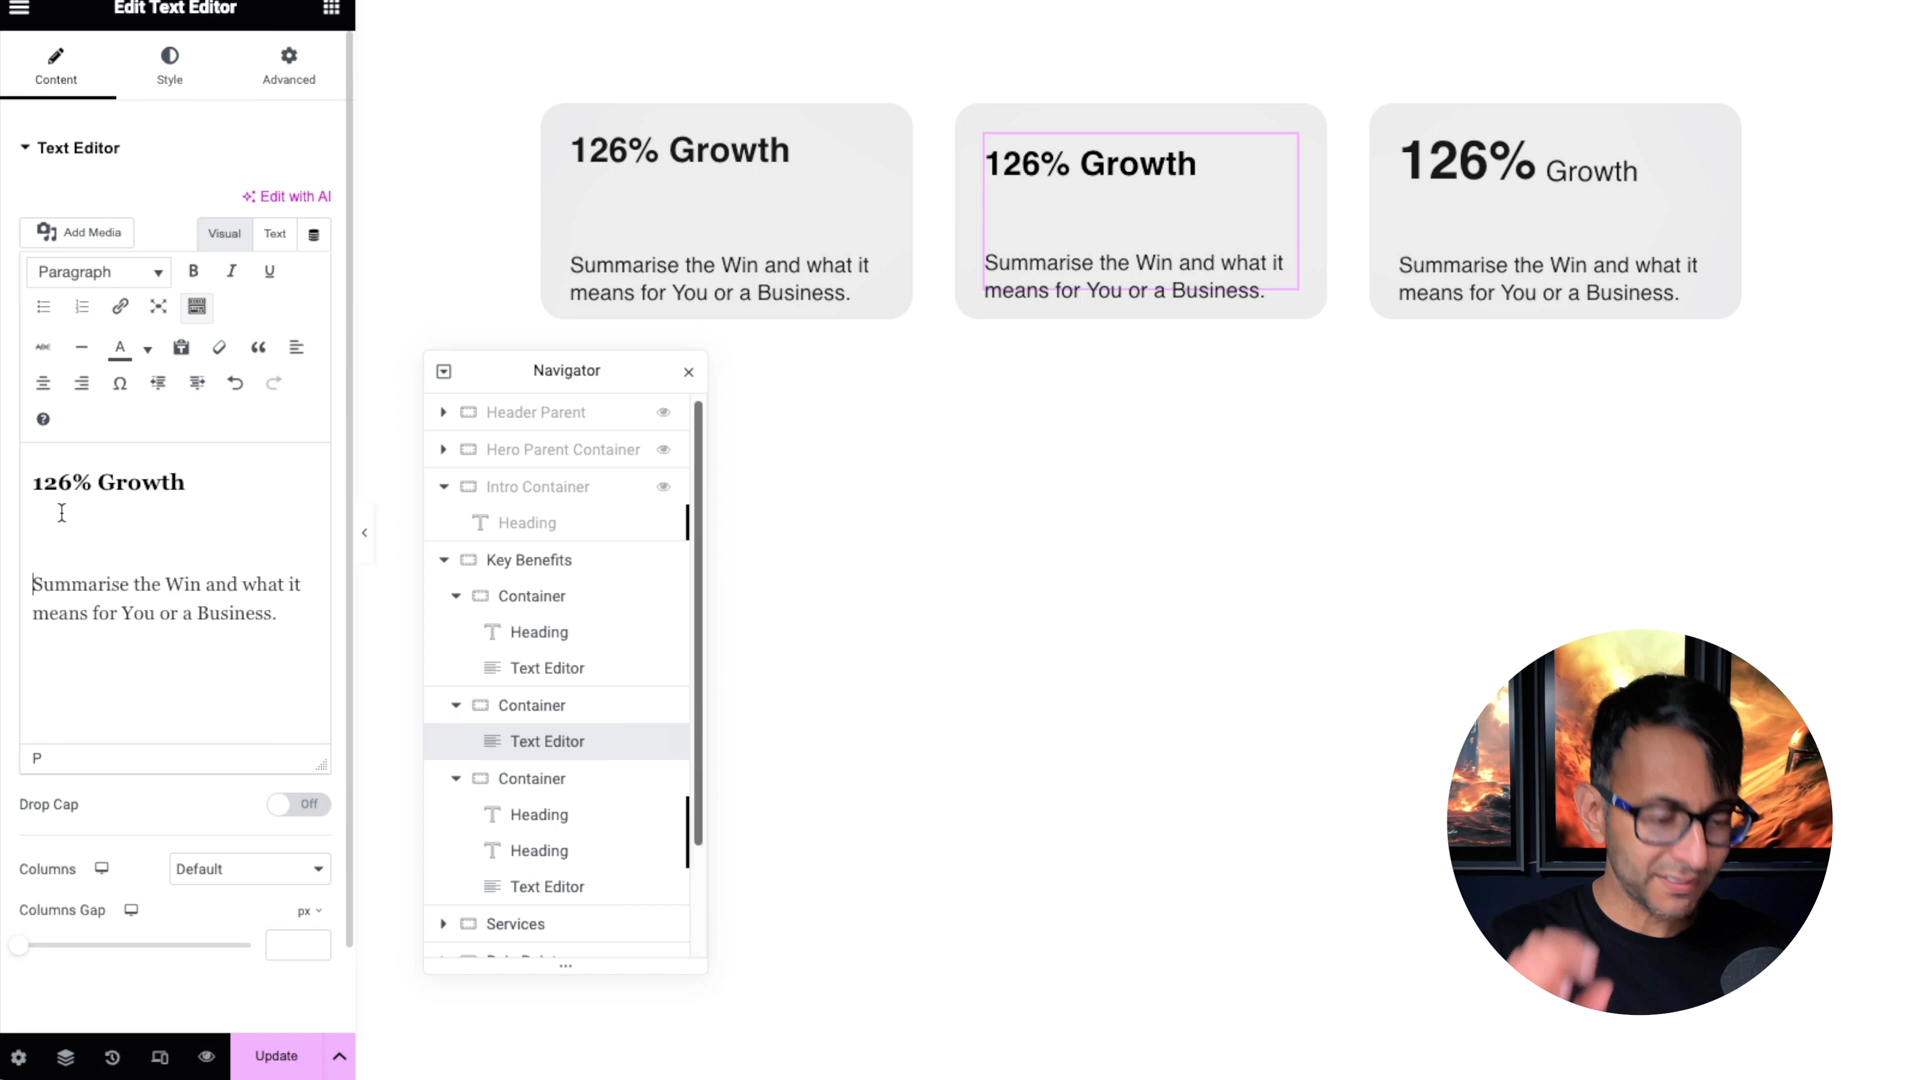 Edit Text Editor
Content
Style
Advanced
Text Editor
Edit with AI
Add Media
Visual
Text
Paragraph
B
I
U
ABC
A
Ω
126% Growth
Summarise the Win and what it
means for You or a Business.
P
Drop Cap
Off
Columns
Default
Columns Gap
px
Update
126% Growth
Summarise the Win and what it
means for You or a Business.
126% Growth
Summarise the Win and what it
means for You or a Business.
126% Growth
Summarise the Win and what it
means for You or a Business.
Navigator
Header Parent
Hero Parent Container
Intro Container
Heading
Key Benefits
Container
Heading
Text Editor
Container
Text Editor
Container
Heading
Heading
Text Editor
Services